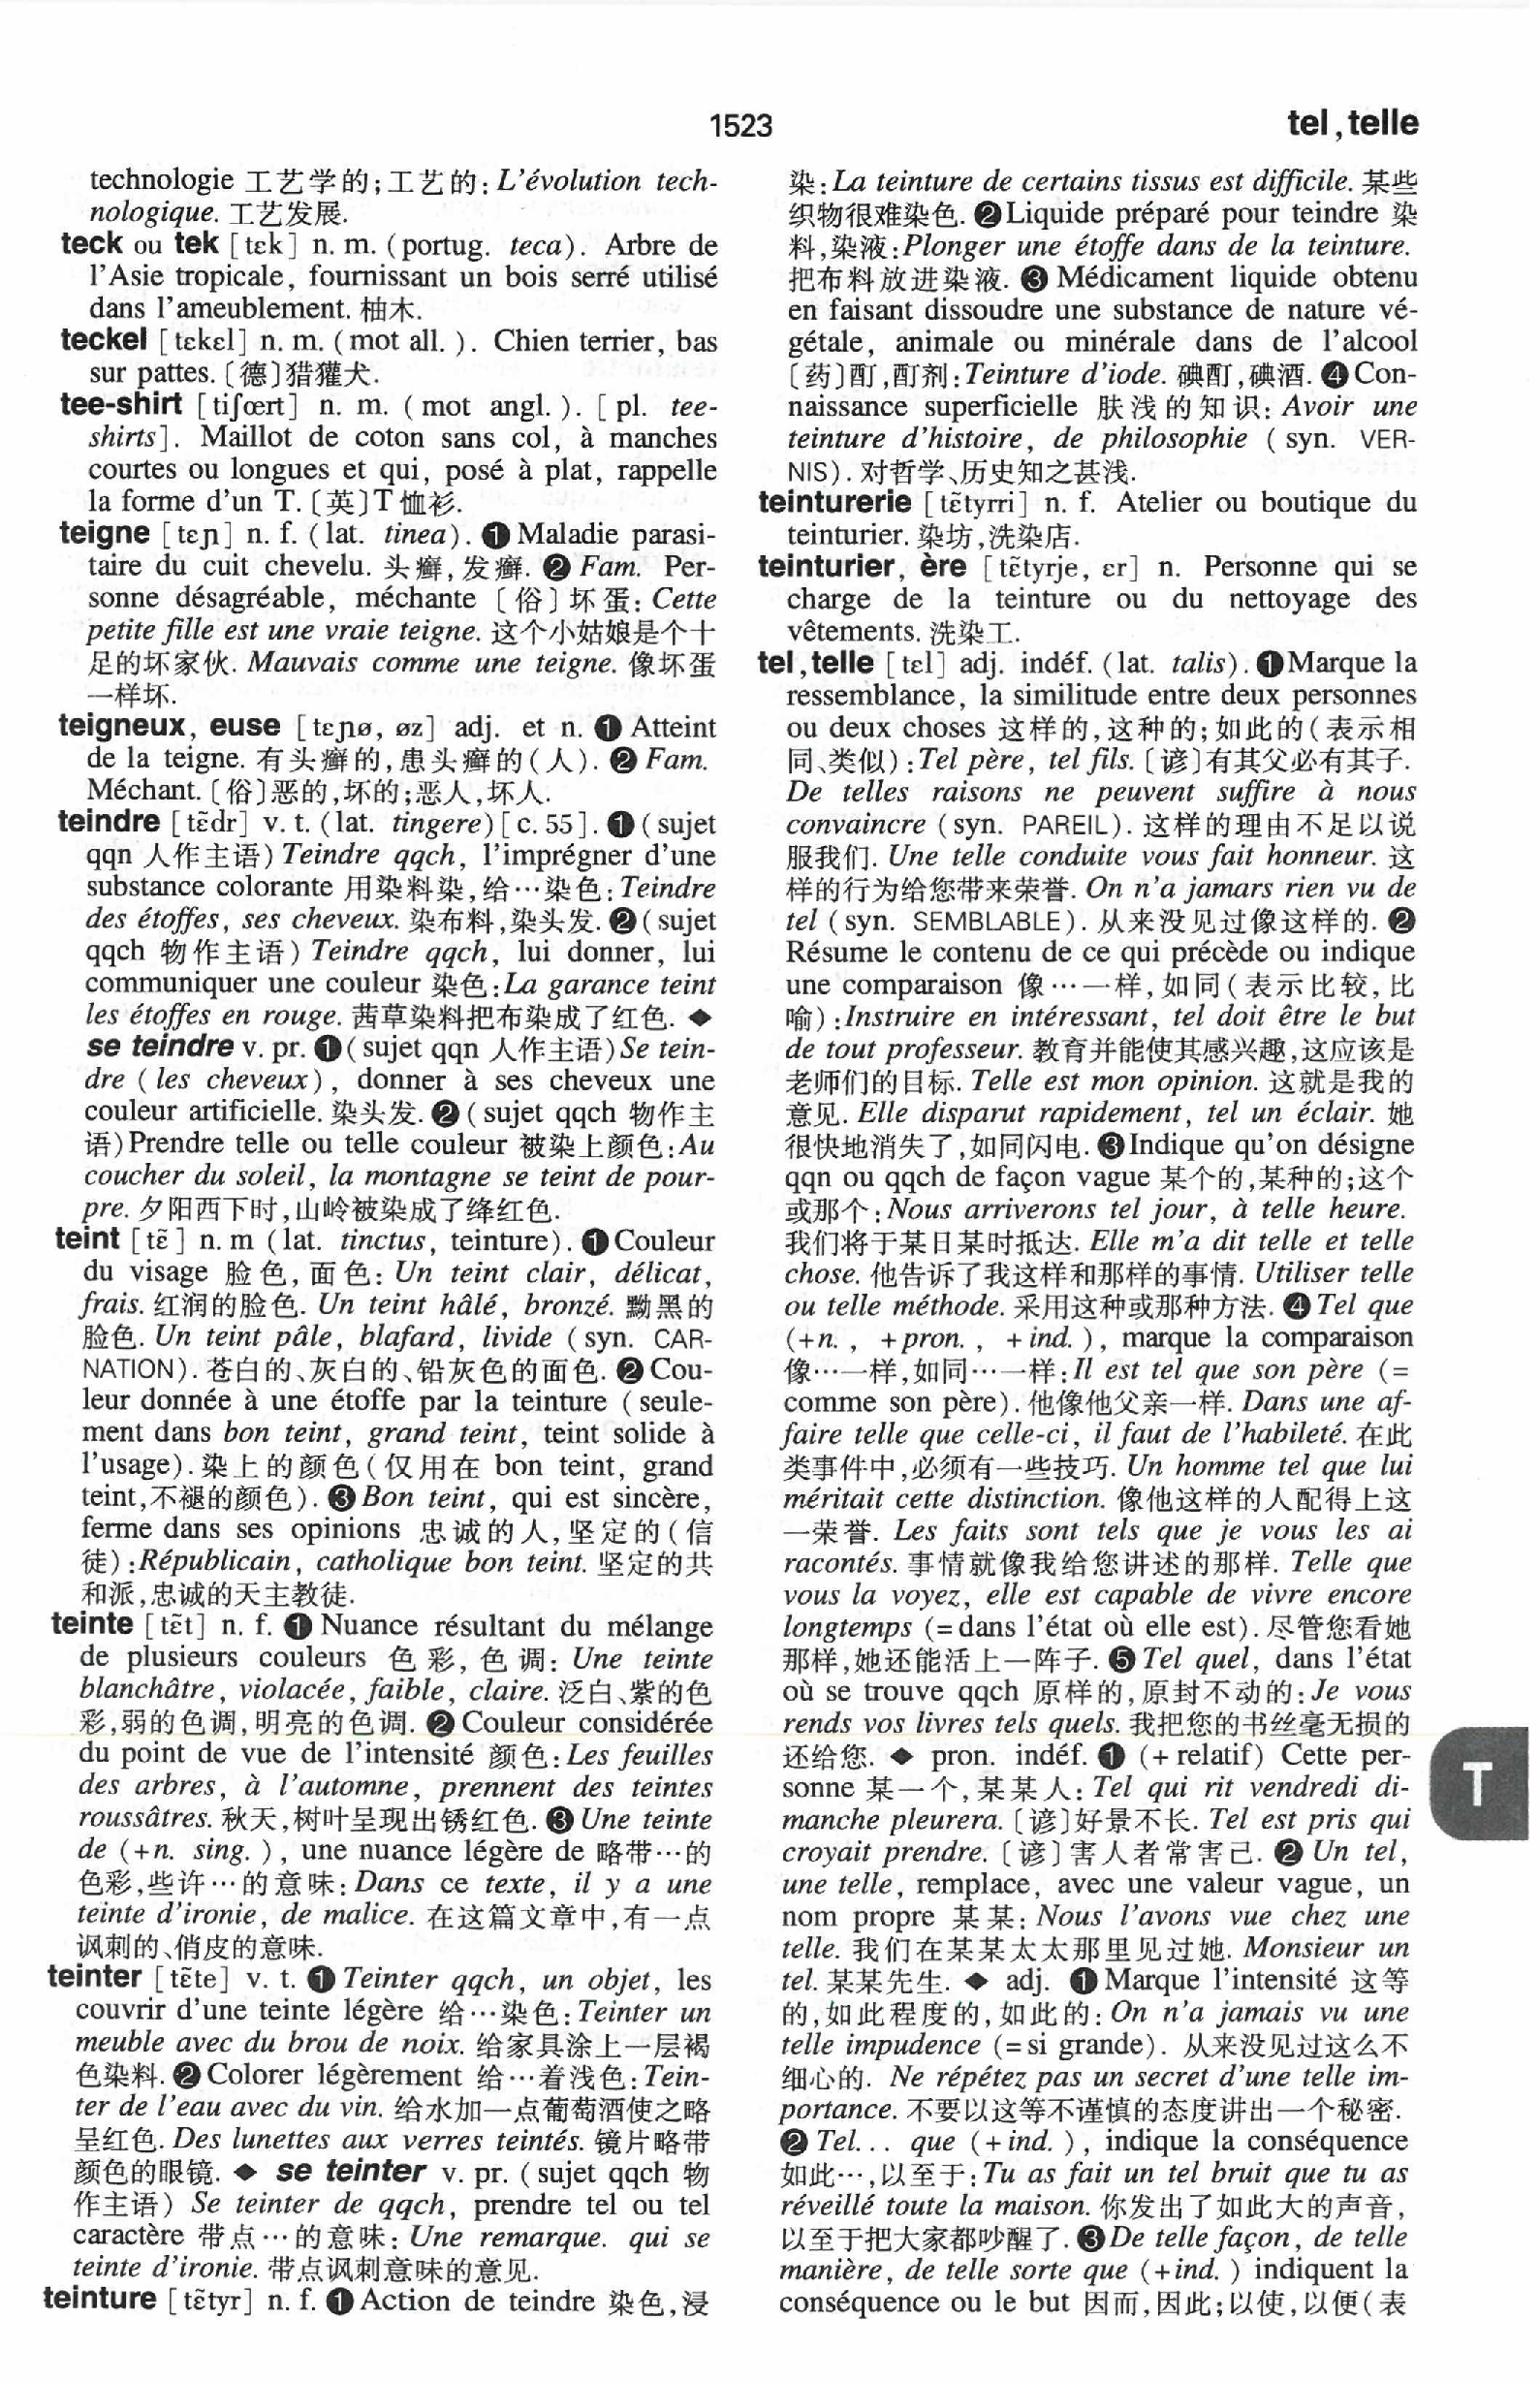 1523
tel,telle
technologie 工艺学的;工艺的:L'évolution tech-
nologique. 工艺发展.
teck ou tek [tɛk] n. m. (portug. teca). Arbre de
l'Asie tropicale, fournissant un bois serré utilisé
dans l'ameublement. 柚木.
teckel [tɛkɛl] n. m. (mot all. ). Chien terrier, bas
sur pattes.〔德〕猎獾犬.
tee-shirt [tiʃœrt] n. m. (mot angl.). [pl. tee-
shirts]. Maillot de coton sans col, à manches
courtes ou longues et qui, posé à plat, rappelle
la forme d'un T.〔英〕T恤衫.
teigne [tɛɲ] n. f. (lat. tinea). ❶Maladie parasi-
taire du cuit chevelu. 头癣,发癣. ❷ Fam. Per-
sonne désagréable, méchante〔俗〕坏蛋: Cette
petite fille est une vraie teigne. 这个小姑娘是个十
足的坏家伙. Mauvais comme une teigne. 像坏蛋
一样坏.
teigneux, euse [tɛɲø, øz] adj. et n. ❶ Atteint
de la teigne. 有头癣的,患头癣的(人). ❷ Fam.
Méchant.〔俗〕恶的,坏的;恶人,坏人.
teindre [tɛ̃dr] v. t. (lat. tingere)[c. 55]. ❶(sujet
qqn 人作主语) Teindre qqch, l'imprégner d'une
substance colorante 用染料染,给…染色:Teindre
des étoffes, ses cheveux. 染布料,染头发. ❷(sujet
qqch 物作主语) Teindre qqch, lui donner, lui
communiquer une couleur 染色:La garance teint
les étoffes en rouge. 茜草染料把布染成了红色. ◆
se teindre v. pr. ❶(sujet qqn 人作主语)Se tein-
dre (les cheveux), donner à ses cheveux une
couleur artificielle. 染头发. ❷(sujet qqch 物作主
语)Prendre telle ou telle couleur 被染上颜色:Au
coucher du soleil, la montagne se teint de pour-
pre. 夕阳西下时,山岭被染成了绛红色.
teint [tɛ̃] n. m (lat. tinctus, teinture). ❶Couleur
du visage 脸色,面色: Un teint clair, délicat,
frais. 红润的脸色. Un teint hâlé, bronzé. 黝黑的
脸色. Un teint pâle, blafard, livide (syn. CAR-
NATION). 苍白的、灰白的、铅灰色的面色. ❷Cou-
leur donnée à une étoffe par la teinture (seule-
ment dans bon teint, grand teint, teint solide à
l'usage). 染上的颜色(仅用在 bon teint, grand
teint,不褪的颜色). ❸Bon teint, qui est sincère,
ferme dans ses opinions 忠诚的人,坚定的(信
徒):Républicain, catholique bon teint. 坚定的共
和派,忠诚的天主教徒.
teinte [tɛ̃t] n. f. ❶ Nuance résultant du mélange
de plusieurs couleurs 色彩,色调: Une teinte
blanchâtre, violacée, faible, claire. 泛白、紫的色
彩,弱的色调,明亮的色调. ❷ Couleur considérée
du point de vue de l'intensité 颜色:Les feuilles
des arbres, à l'automne, prennent des teintes
roussâtres. 秋天,树叶呈现出锈红色. ❸Une teinte
de (+n. sing. ), une nuance légère de 略带…的
色彩,些许…的意味:Dans ce texte, il y a une
teinte d'ironie, de malice. 在这篇文章中,有一点
讽刺的、俏皮的意味.
teinter [tɛ̃te] v. t. ❶ Teinter qqch, un objet, les
couvrir d'une teinte légère 给…染色:Teinter un
meuble avec du brou de noix. 给家具涂上一层褐
色染料. ❷Colorer légèrement 给…着浅色:Tein-
ter de l'eau avec du vin. 给水加一点葡萄酒使之略
呈红色. Des lunettes aux verres teintés. 镜片略带
颜色的眼镜. ◆ se teinter v. pr. (sujet qqch 物
作主语) Se teinter de qqch, prendre tel ou tel
caractère 带点…的意味: Une remarque. qui se
teinte d'ironie. 带点讽刺意味的意见.
teinture [tɛ̃tyr] n. f. ❶Action de teindre 染色,浸
染:La teinture de certains tissus est difficile. 某些
织物很难染色. ❷Liquide préparé pour teindre 染
料,染液:Plonger une étoffe dans de la teinture.
把布料放进染液. ❸ Médicament liquide obtenu
en faisant dissoudre une substance de nature vé-
gétale, animale ou minérale dans de l'alcool
〔药〕酊,酊剂:Teinture d'iode. 碘酊,碘酒. ❹Con-
naissance superficielle 肤浅的知识: Avoir une
teinture d'histoire, de philosophie (syn. VER-
NIS). 对哲学、历史知之甚浅.
teinturerie [tɛ̃tyrri] n. f. Atelier ou boutique du
teinturier. 染坊,洗染店.
teinturier, ère [tɛ̃tyrje, ɛr] n. Personne qui se
charge de la teinture ou du nettoyage des
vêtements. 洗染工.
tel,telle [tɛl] adj. indéf. (lat. talis). ❶Marque la
ressemblance, la similitude entre deux personnes
ou deux choses 这样的,这种的;如此的(表示相
同、类似):Tel père, tel fils.〔谚〕有其父必有其子.
De telles raisons ne peuvent suffire à nous
convaincre (syn. PAREIL). 这样的理由不足以说
服我们. Une telle conduite vous fait honneur. 这
样的行为给您带来荣誉. On n'a jamars rien vu de
tel (syn. SEMBLABLE). 从来没见过像这样的. ❷
Résume le contenu de ce qui précède ou indique
une comparaison 像…一样,如同(表示比较,比
喻):Instruire en intéressant, tel doit être le but
de tout professeur. 教育并能使其感兴趣,这应该是
老师们的目标. Telle est mon opinion. 这就是我的
意见. Elle disparut rapidement, tel un éclair. 她
很快地消失了,如同闪电. ❸Indique qu'on désigne
qqn ou qqch de façon vague 某个的,某种的;这个
或那个:Nous arriverons tel jour, à telle heure.
我们将于某日某时抵达. Elle m'a dit telle et telle
chose. 他告诉了我这样和那样的事情. Utiliser telle
ou telle méthode. 采用这种或那种方法. ❹Tel que
(+n. , +pron. , +ind. ), marque la comparaison
像…一样,如同…一样:Il est tel que son père (=
comme son père). 他像他父亲一样. Dans une af-
faire telle que celle-ci, il faut de l'habileté. 在此
类事件中,必须有一些技巧. Un homme tel que lui
méritait cette distinction. 像他这样的人配得上这
一荣誉. Les faits sont tels que je vous les ai
racontés. 事情就像我给您讲述的那样. Telle que
vous la voyez, elle est capable de vivre encore
longtemps (=dans l'état où elle est). 尽管您看她
那样,她还能活上一阵子. ❺Tel quel, dans l'état
où se trouve qqch 原样的,原封不动的:Je vous
rends vos livres tels quels. 我把您的书丝毫无损的
还给您. ◆ pron. indéf. ❶ (+relatif) Cette per-
sonne 某一个,某某人: Tel qui rit vendredi di-
manche pleurera.〔谚〕好景不长. Tel est pris qui
croyait prendre.〔谚〕害人者常害己. ❷ Un tel,
une telle, remplace, avec une valeur vague, un
nom propre 某某: Nous l'avons vue chez une
telle. 我们在某某太太那里见过她. Monsieur un
tel. 某某先生. ◆ adj. ❶Marque l'intensité 这等
的,如此程度的,如此的:On n'a jamais vu une
telle impudence (=si grande). 从来没见过这么不
细心的. Ne répétez pas un secret d'une telle im-
portance. 不要以这等不谨慎的态度讲出一个秘密.
❷Tel... que (+ind. ), indique la conséquence
如此…,以至于:Tu as fait un tel bruit que tu as
réveillé toute la maison. 你发出了如此大的声音,
以至于把大家都吵醒了. ❸De telle façon, de telle
manière, de telle sorte que (+ind. ) indiquent la
conséquence ou le but 因而,因此;以使,以便(表
T